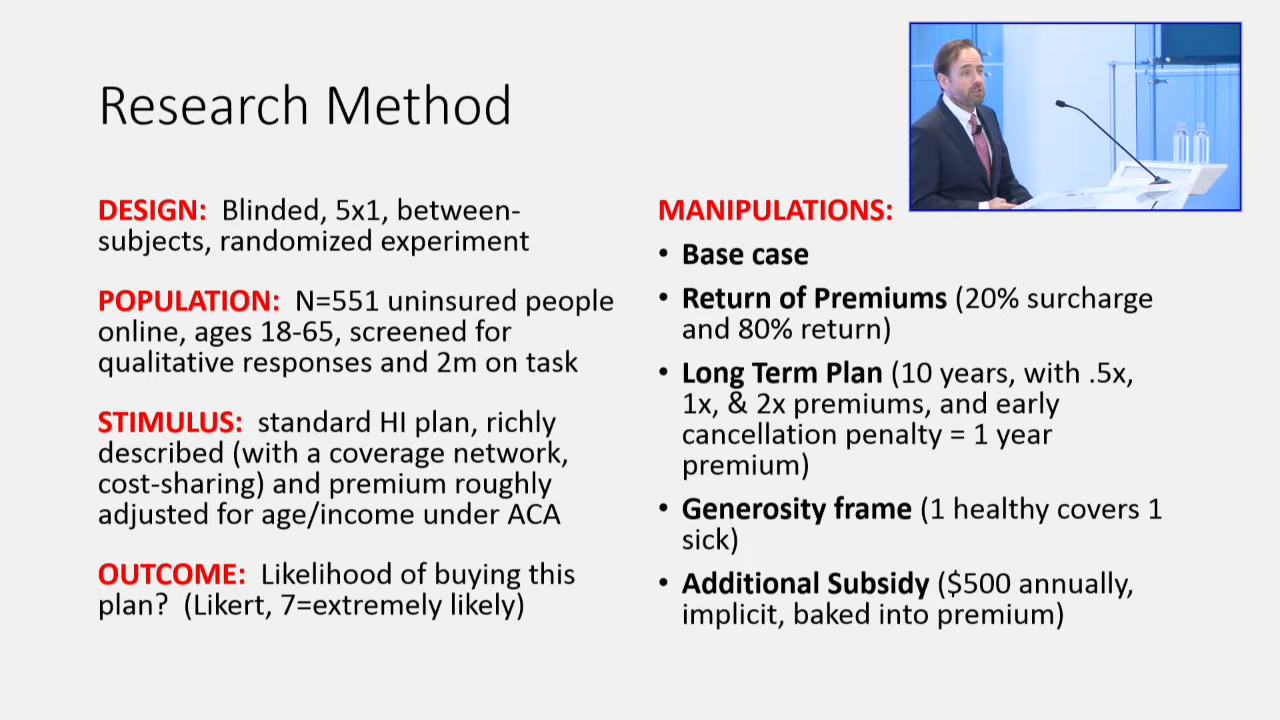 Research Method
DESIGN: Blinded, 5x1, between-
subjects, randomized experiment
POPULATION: N=551 uninsured people
online, ages 18-65, screened for
qualitative responses and 2m on task
STIMULUS: standard HI plan, richly
described (with a coverage network,
cost-sharing) and premium roughly
adjusted for age/income under ACA
OUTCOME: Likelihood of buying this
plan? (Likert, 7=extremely likely)
MANIPULATIONS:
• Base case
• Return of Premiums (20% surcharge
and 80% return)
• Long Term Plan (10 years, with .5x,
1x, & 2x premiums, and early
cancellation penalty = 1 year
premium)
• Generosity frame (1 healthy covers 1
sick)
• Additional Subsidy ($500 annually,
implicit, baked into premium)